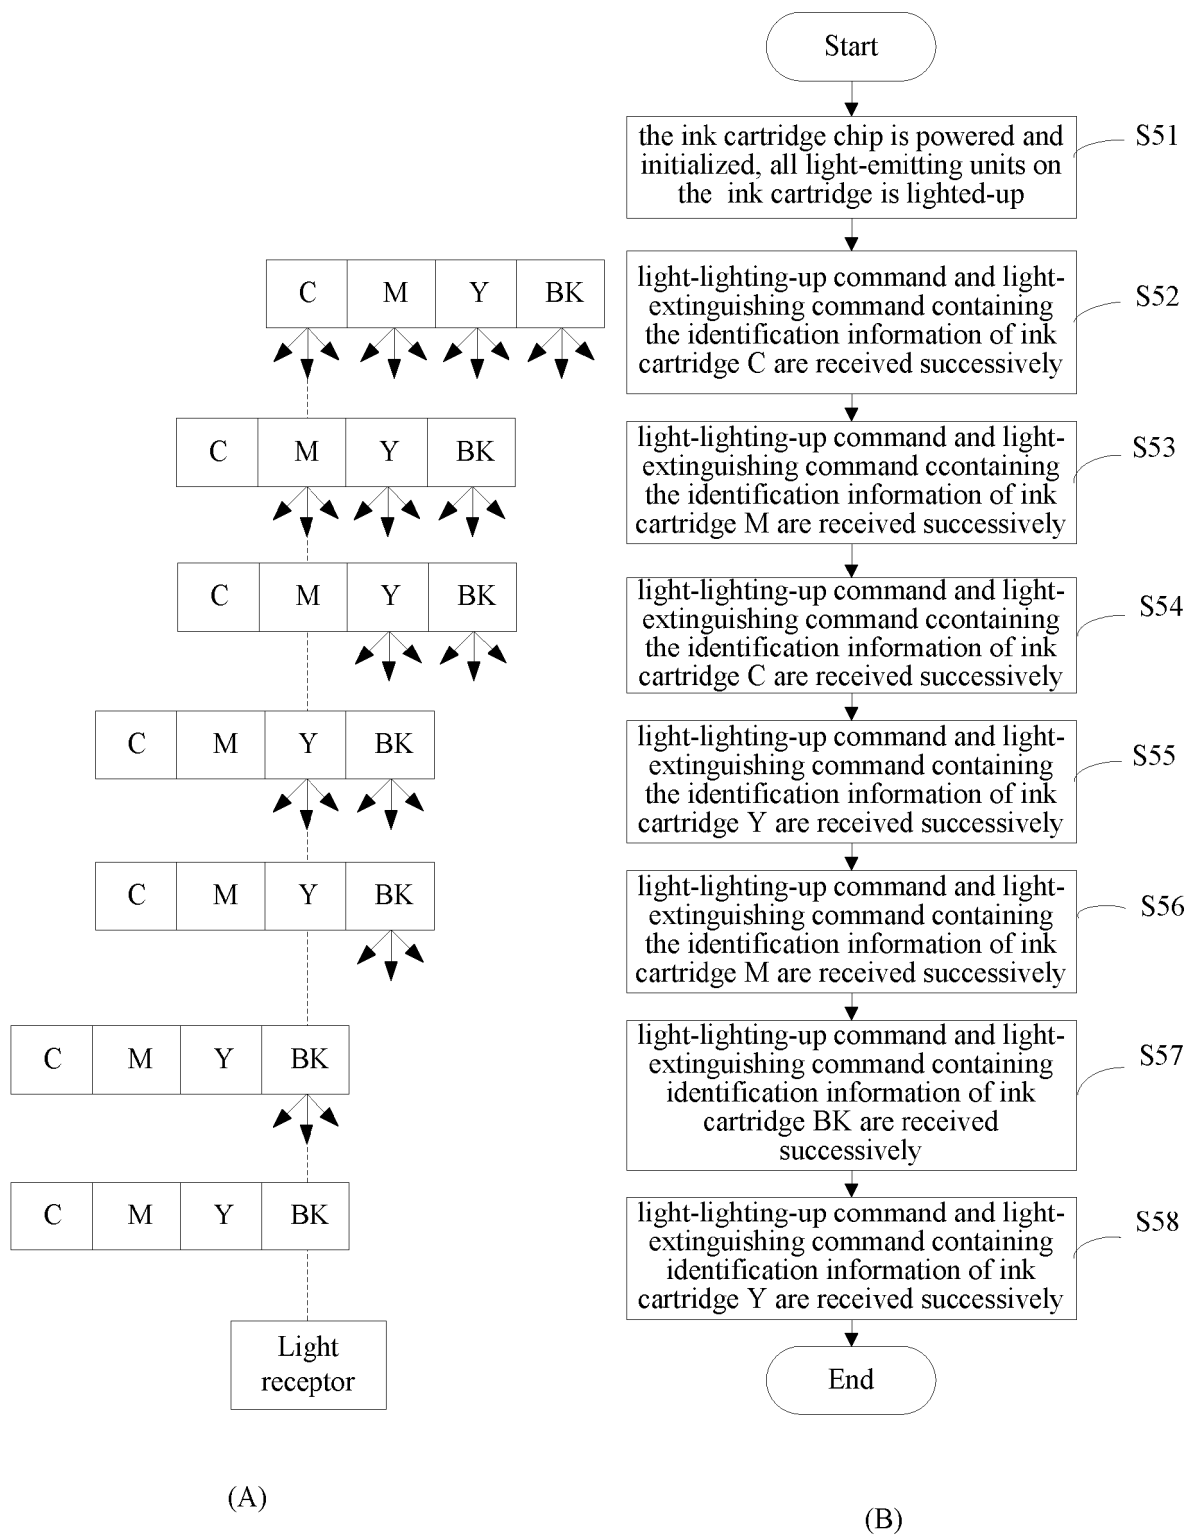 Start
the ink cartridge chip is powered and
initialized, all light-emitting units on
the ink cartridge is lighted-up
S51
C M Y BK
light-lighting-up command and light-
extinguishing command containing
the identification information of ink
cartridge C are received successively
S52
C M Y BK
light-lighting-up command and light-
extinguishing command ccontaining
the identification information of ink
cartridge M are received successively
S53
C M Y BK
light-lighting-up command and light-
extinguishing command ccontaining
the identification information of ink
cartridge C are received successively
S54
C M Y BK
light-lighting-up command and light-
extinguishing command containing
the identification information of ink
cartridge Y are received successively
S55
C M Y BK
light-lighting-up command and light-
extinguishing command containing
the identification information of ink
cartridge M are received successively
S56
C M Y BK
light-lighting-up command and light-
extinguishing command containing
identification information of ink
cartridge BK are received
successively
S57
C M Y BK
light-lighting-up command and light-
extinguishing command containing
identification information of ink
cartridge Y are received successively
S58
Light
receptor
End
(A)
(B)